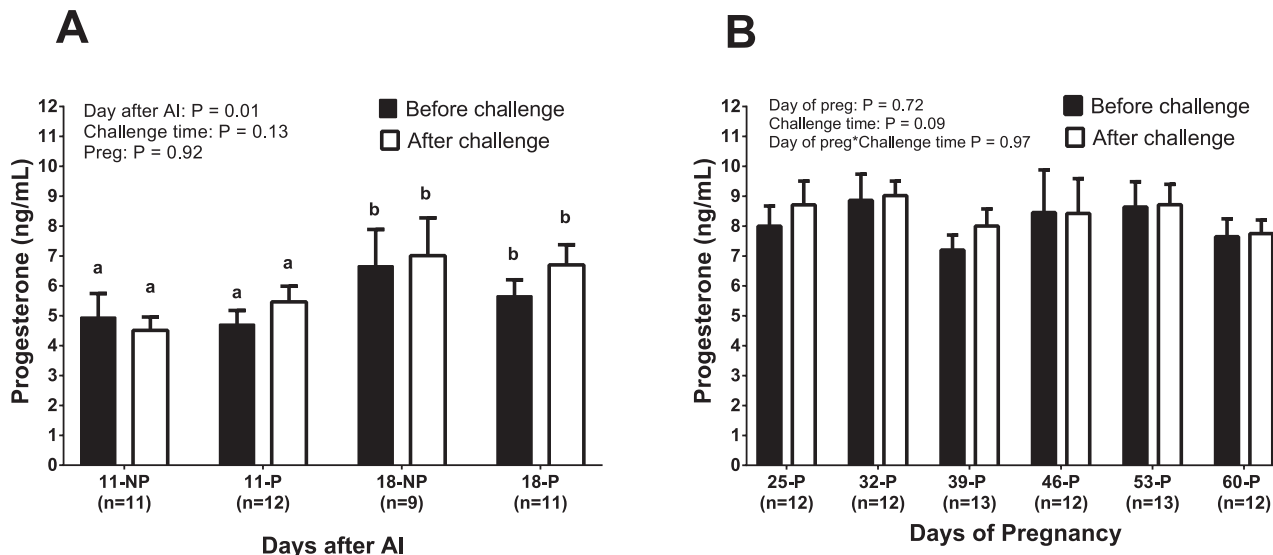 A
Day after AI: P = 0.01
Challenge time: P = 0.13
Preg: P = 0.92
Before challenge
After challenge
Progesterone (ng/mL)
12
11
10
9
8
7
6
5
4
3
2
1
0
a
a
a
a
b
b
b
b
11-NP
(n=11)
11-P
(n=12)
18-NP
(n=9)
18-P
(n=11)
Days after AI
B
Day of preg: P = 0.72
Challenge time: P = 0.09
Day of preg*Challenge time P = 0.97
Before challenge
After challenge
Progesterone (ng/mL)
12
11
10
9
8
7
6
5
4
3
2
1
0
25-P
(n=12)
32-P
(n=12)
39-P
(n=13)
46-P
(n=12)
53-P
(n=13)
60-P
(n=12)
Days of Pregnancy